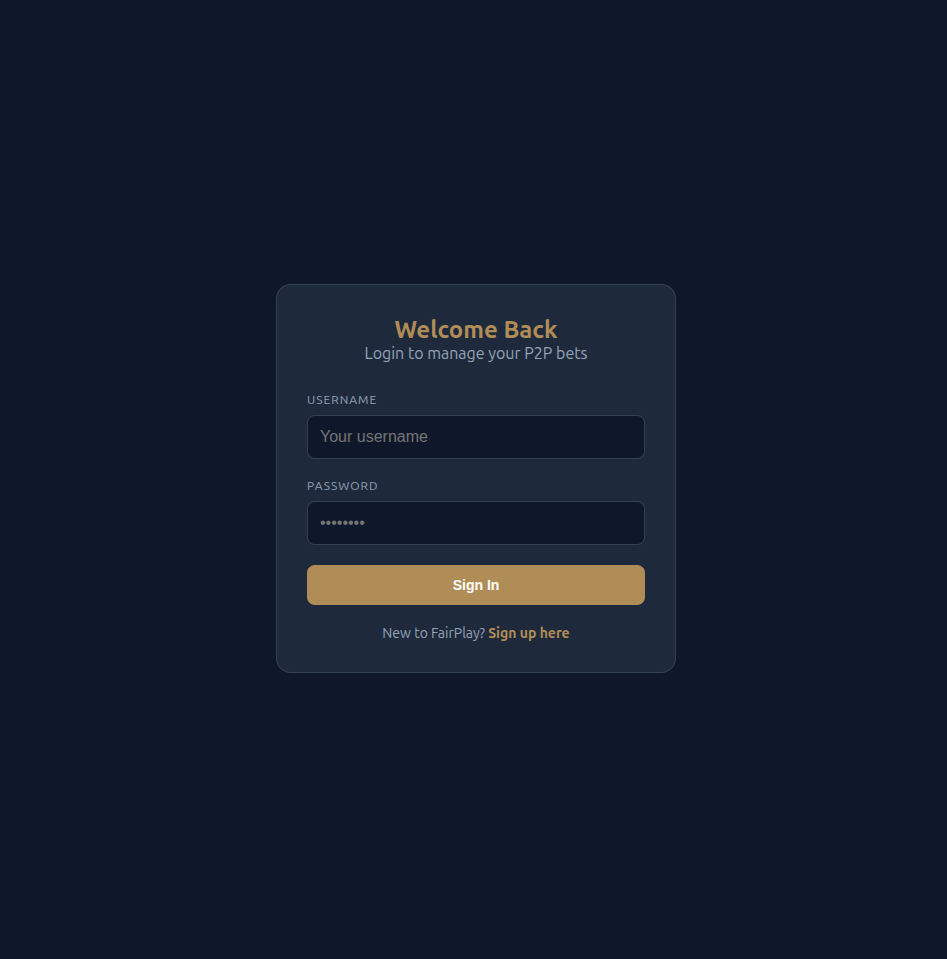 Welcome Back
Login to manage your P2P bets
USERNAME
Your username
PASSWORD
••••••••
Sign In
New to FairPlay? Sign up here